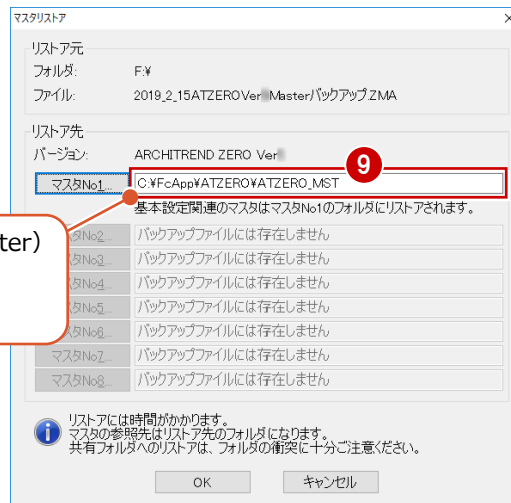 マスタリストア
リストア元
フォルダ: F:¥
ファイル: 2019_2_15ATZEROVer Masterバックアップ.ZMA
リストア先
バージョン: ARCHITREND ZERO Ver
9
マスタNo1... C:¥FcApp¥ATZERO¥ATZERO_MST
基本設定関連のマスタはマスタNo1のフォルダにリストアされます。
ter)
タNo2... バックアップファイルには存在しません
タNo3... バックアップファイルには存在しません
タNo4... バックアップファイルには存在しません
タNo5... バックアップファイルには存在しません
スタNo6... バックアップファイルには存在しません
マスタNo7... バックアップファイルには存在しません
マスタNo8... バックアップファイルには存在しません
リストアには時間がかかります。
マスタの参照先はリストア先のフォルダになります。
共有フォルダへのリストアは、フォルダの衝突に十分ご注意ください。
OK キャンセル